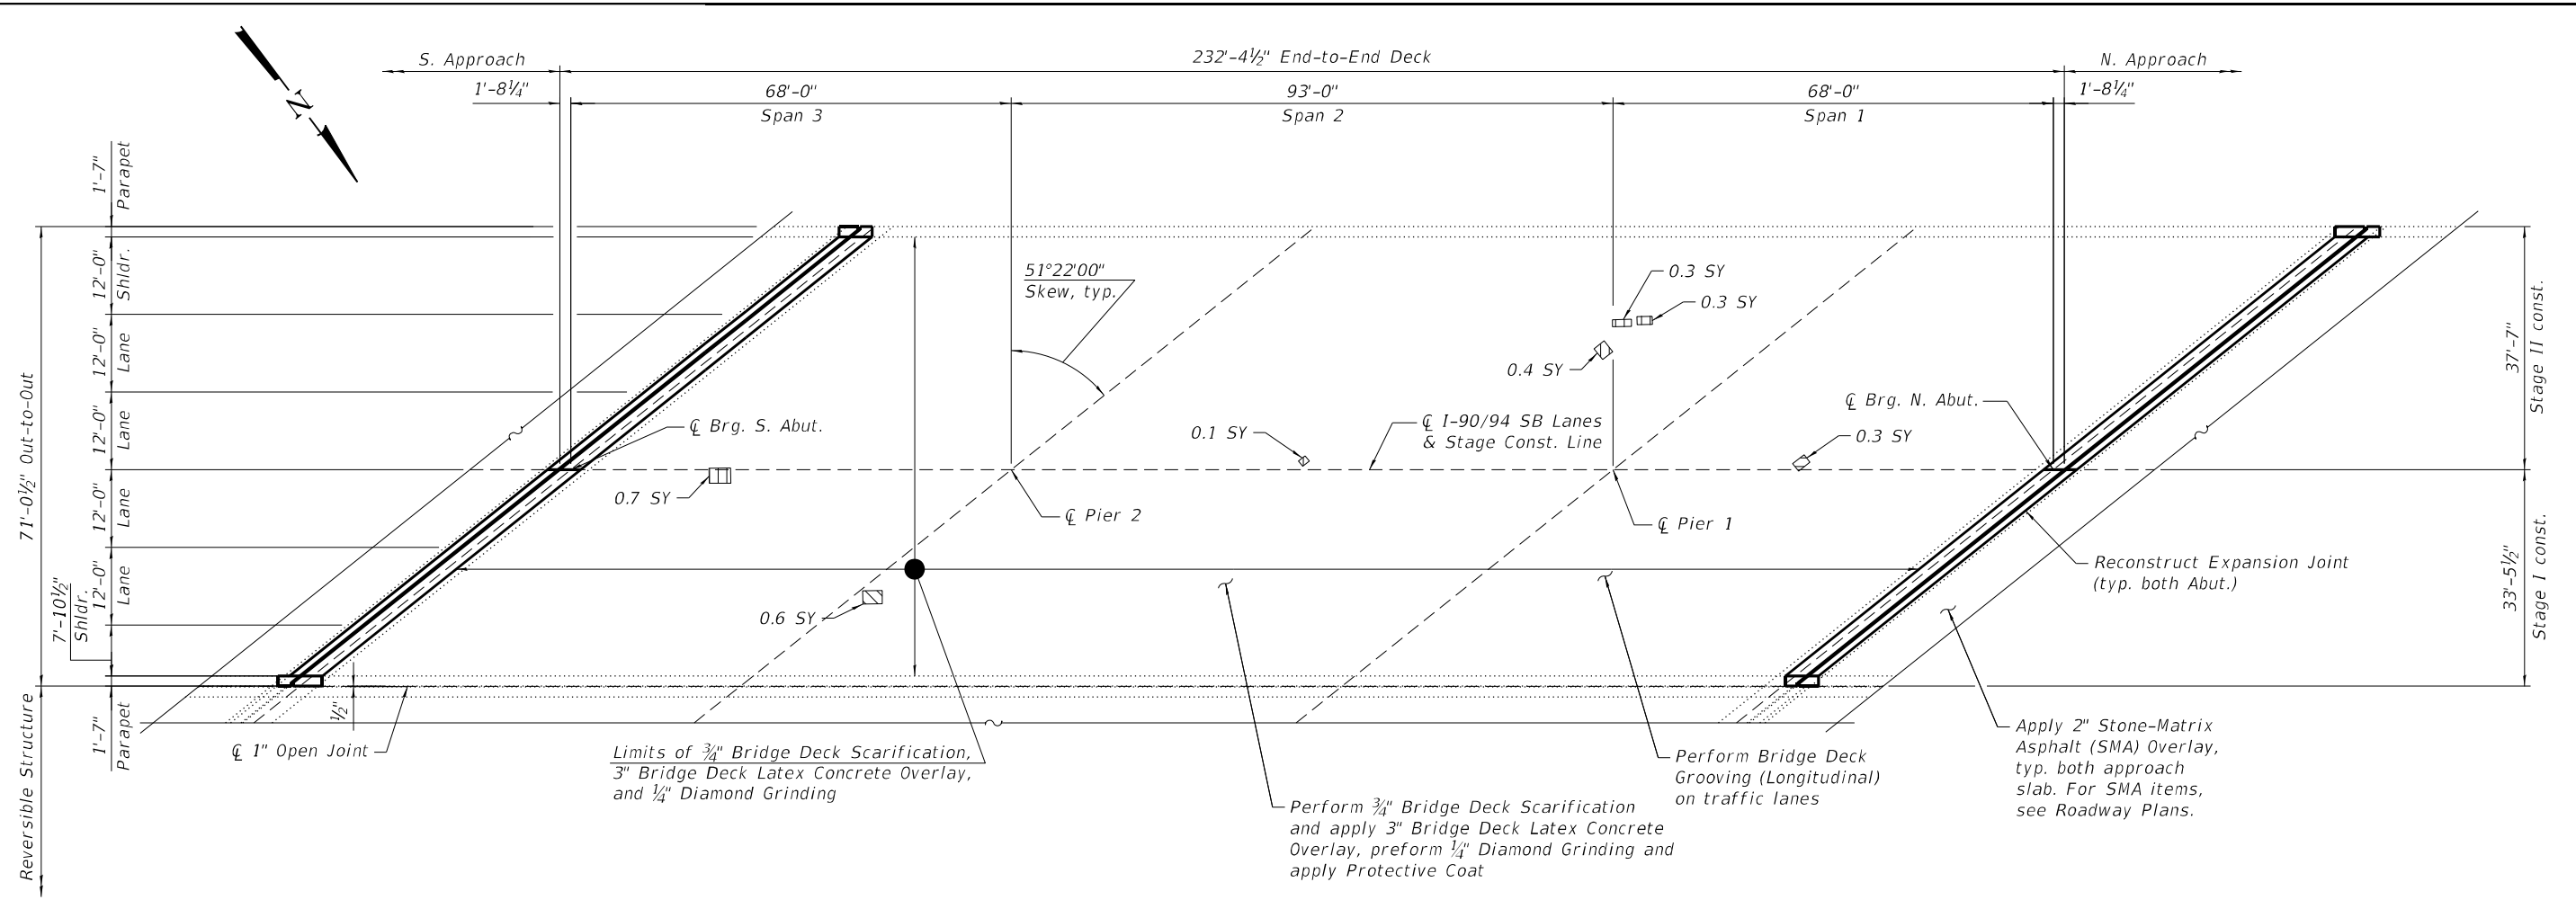 S. Approach
232'-4½" End-to-End Deck
N. Approach
1'-8¼"
68'-0"
93'-0"
68'-0"
1'-8¼"
Span 3
Span 2
Span 1
N
1'-7"
Parapet
12'-0"
Shldr.
12'-0"
Lane
12'-0"
Lane
12'-0"
Lane
12'-0"
Lane
7'-10½"
Shldr.
1'-7"
Parapet
71'-0½" Out-to-Out
Reversible Structure
51°22'00"
Skew, typ.
0.3 SY
0.3 SY
0.4 SY
37'-7"
Stage II const.
℄ Brg. S. Abut.
0.1 SY
℄ I-90/94 SB Lanes
& Stage Const. Line
℄ Brg. N. Abut.
0.3 SY
0.7 SY
℄ Pier 2
℄ Pier 1
Reconstruct Expansion Joint
(typ. both Abut.)
33'-5½"
Stage I const.
0.6 SY
½"
℄ 1" Open Joint
Limits of ¾" Bridge Deck Scarification,
3" Bridge Deck Latex Concrete Overlay,
and ¼" Diamond Grinding
Perform ¾" Bridge Deck Scarification
and apply 3" Bridge Deck Latex Concrete
Overlay, preform ¼" Diamond Grinding and
apply Protective Coat
Perform Bridge Deck
Grooving (Longitudinal)
on traffic lanes
Apply 2" Stone-Matrix
Asphalt (SMA) Overlay,
typ. both approach
slab. For SMA items,
see Roadway Plans.